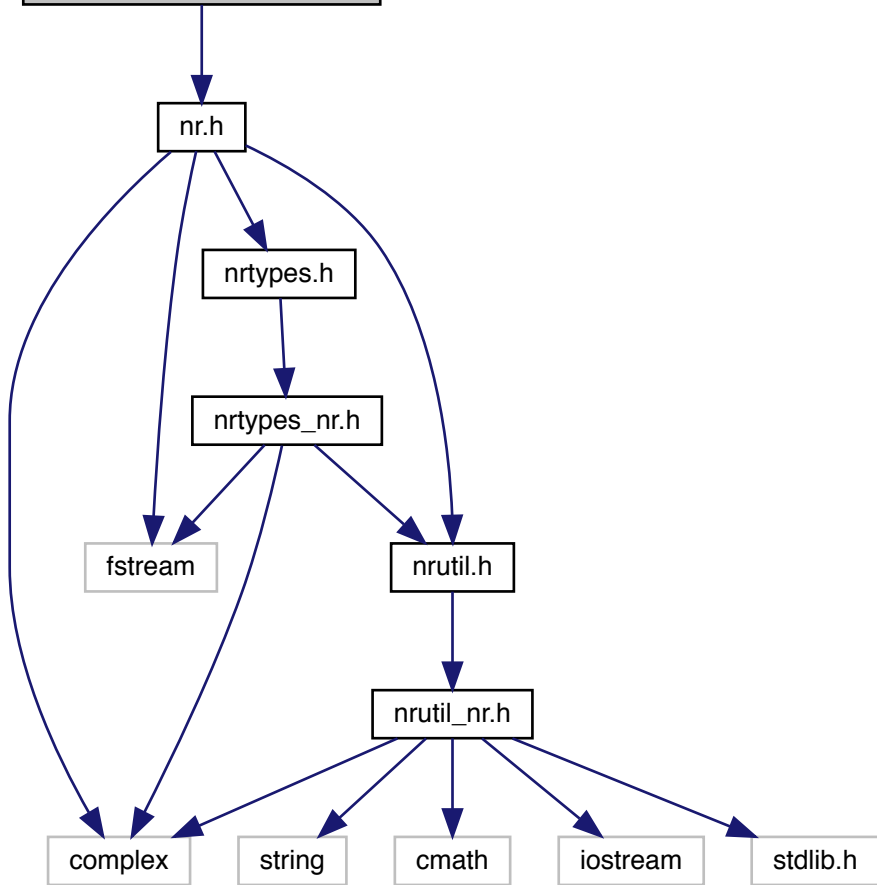 nr.h
nrtypes.h
nrtypes_nr.h
fstream
nrutil.h
nrutil_nr.h
complex
string
cmath
iostream
stdlib.h